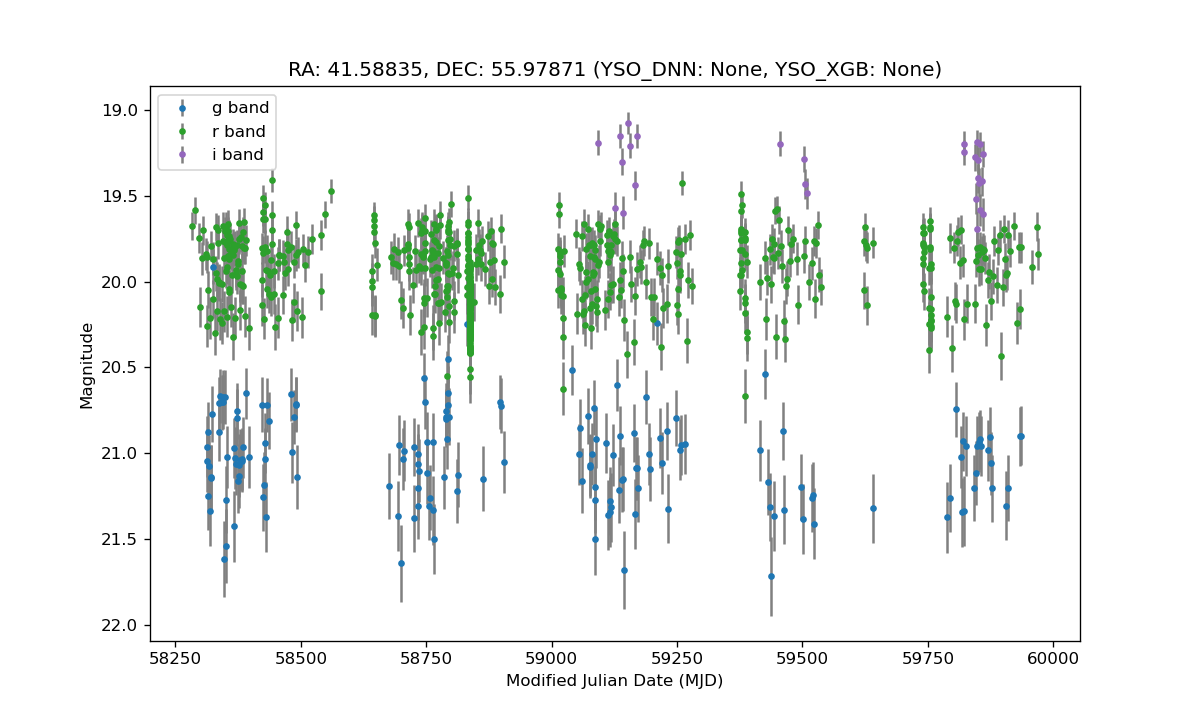 RA: 41.58835, DEC: 55.97871 (YSO_DNN: None, YSO_XGB: None)
g band
r band
i band
19.0
19.5
20.0
20.5
21.0
21.5
22.0
Magnitude
58250 58500 58750 59000 59250 59500 59750 60000
Modified Julian Date (MJD)